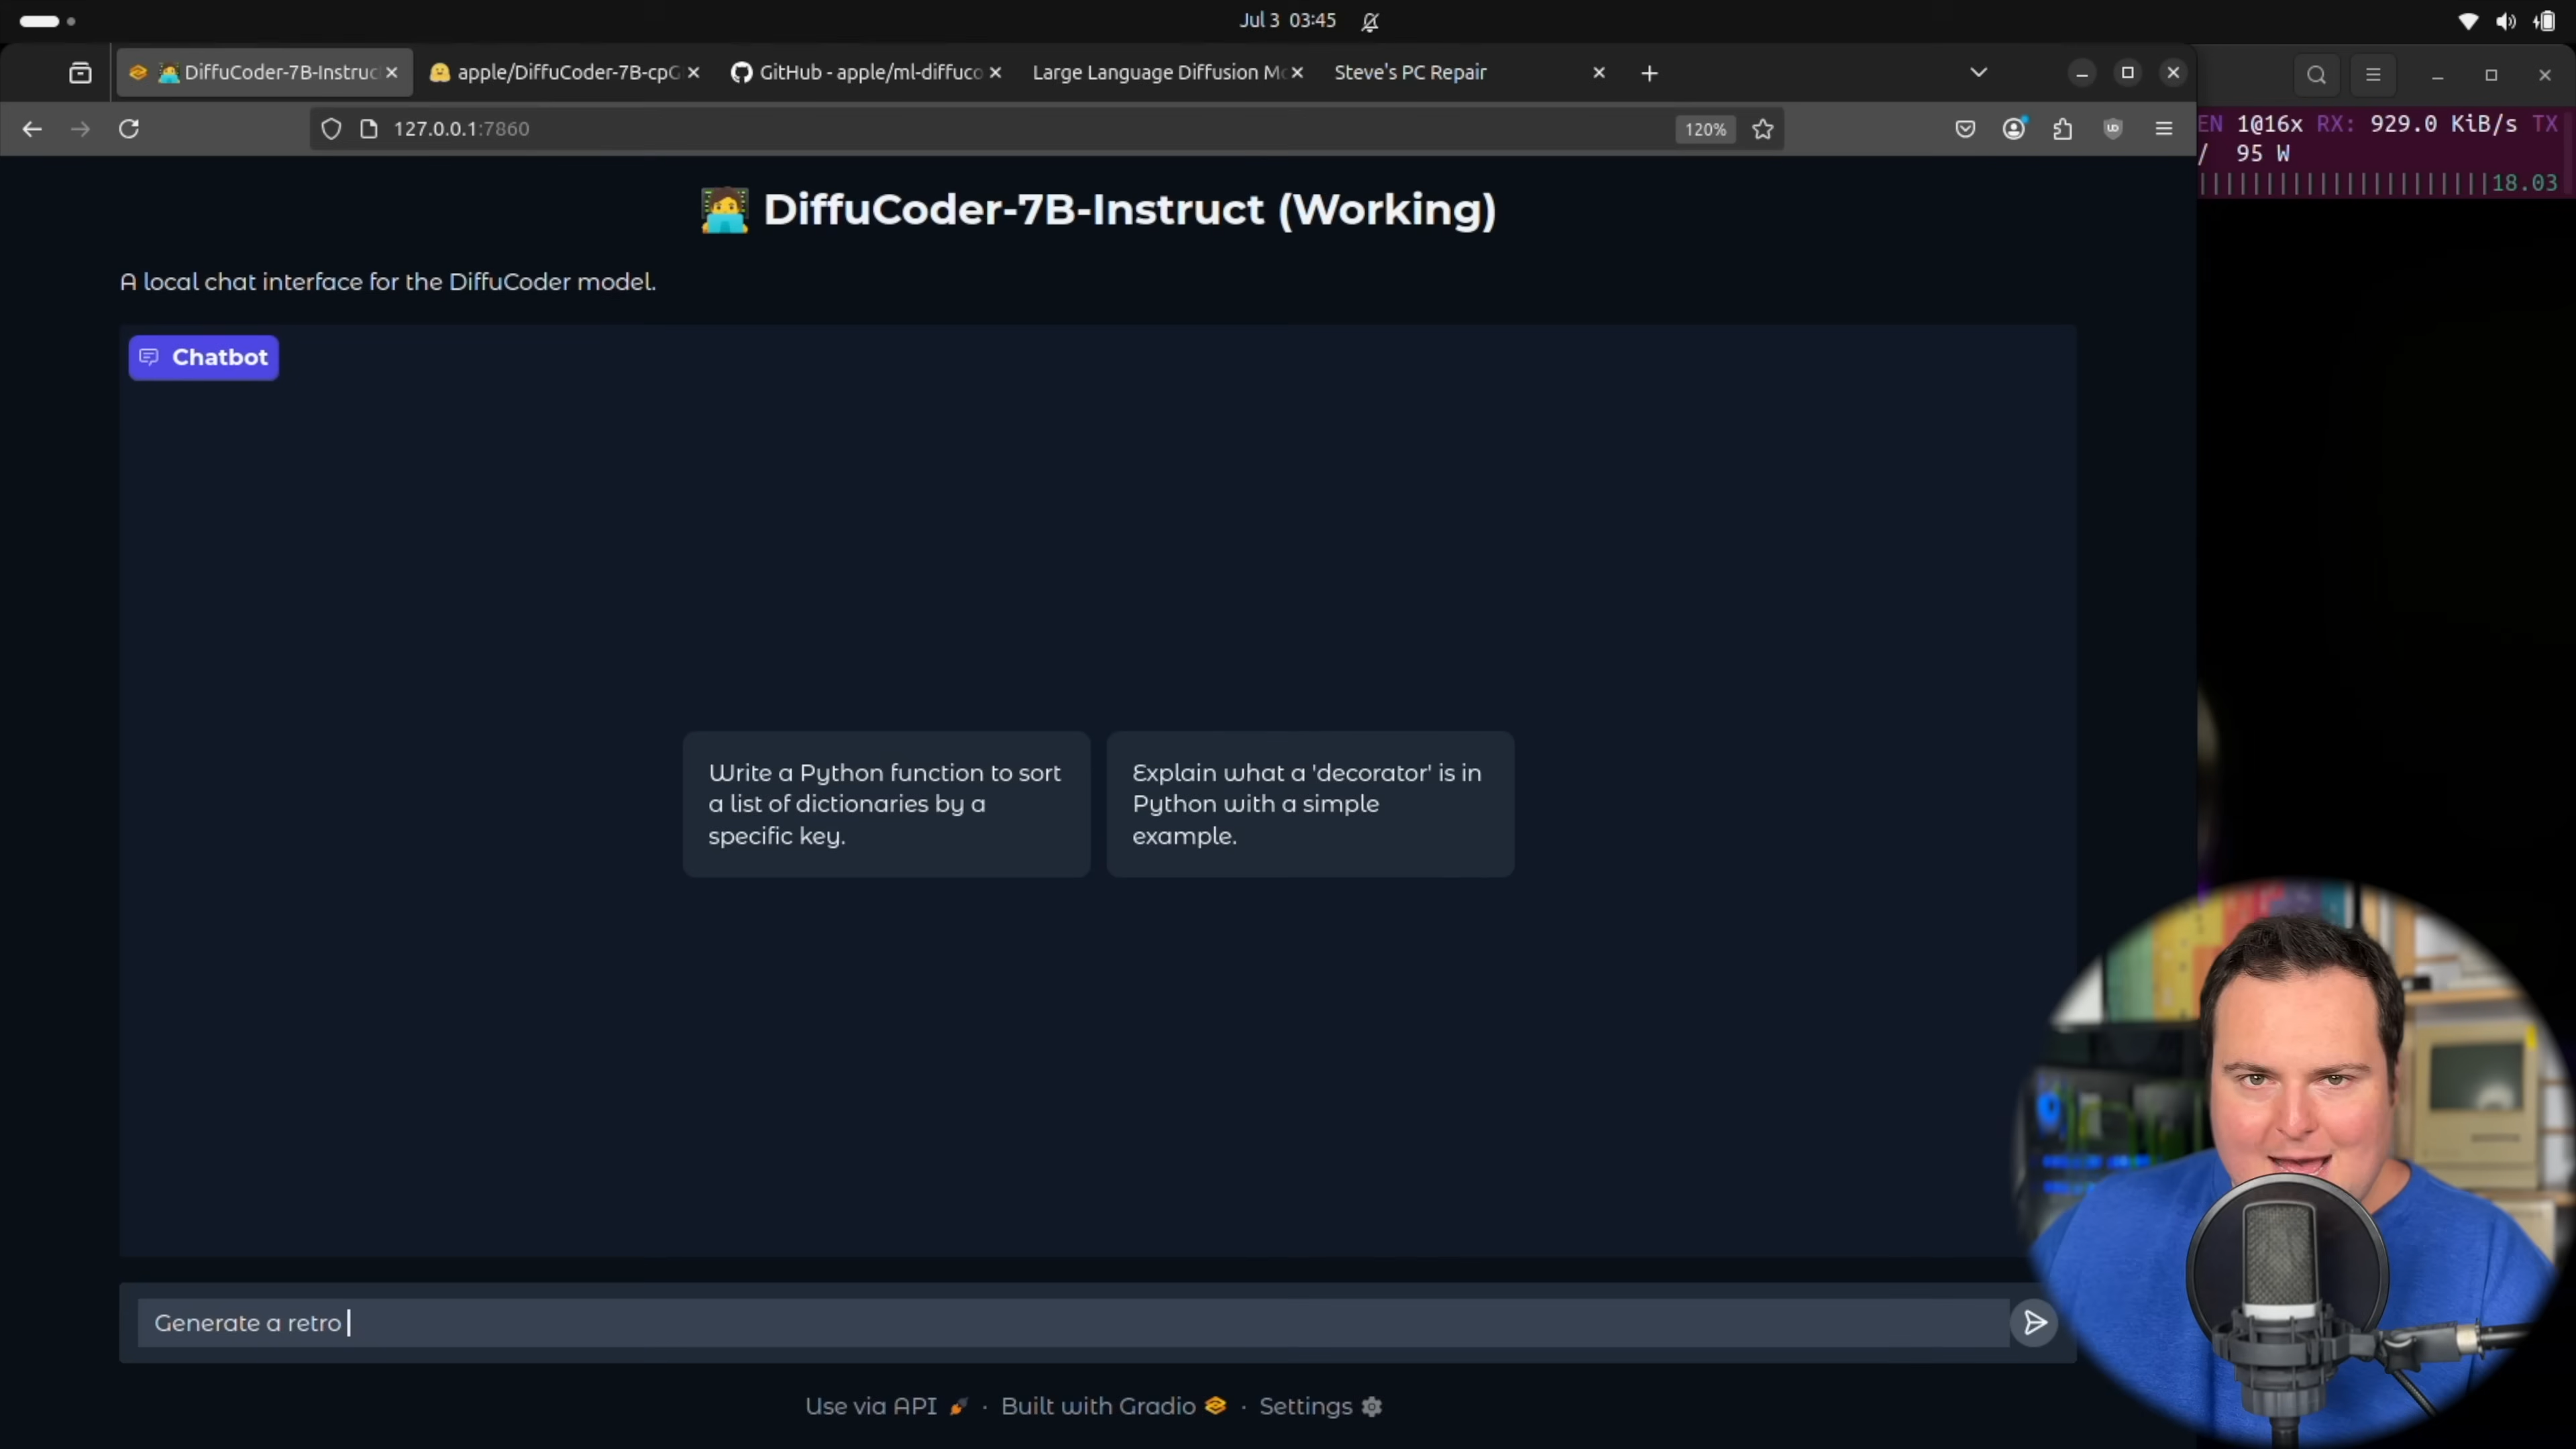 Jul 3 03:45
DiffuCoder-7B-Instruc
apple/DiffuCoder-7B-cpG
GitHub - apple/ml-diffuco
Large Language Diffusion Mo
Steve's PC Repair
127.0.0.1:7860
120%
EN 1@16x RX: 929.0 KiB/s TX
/ 95 W
||||||||||||||||||||||18.03
DiffuCoder-7B-Instruct (Working)
A local chat interface for the DiffuCoder model.
Chatbot
Write a Python function to sort
a list of dictionaries by a
specific key.
Explain what a 'decorator' is in
Python with a simple
example.
Generate a retro
Use via API · Built with Gradio · Settings